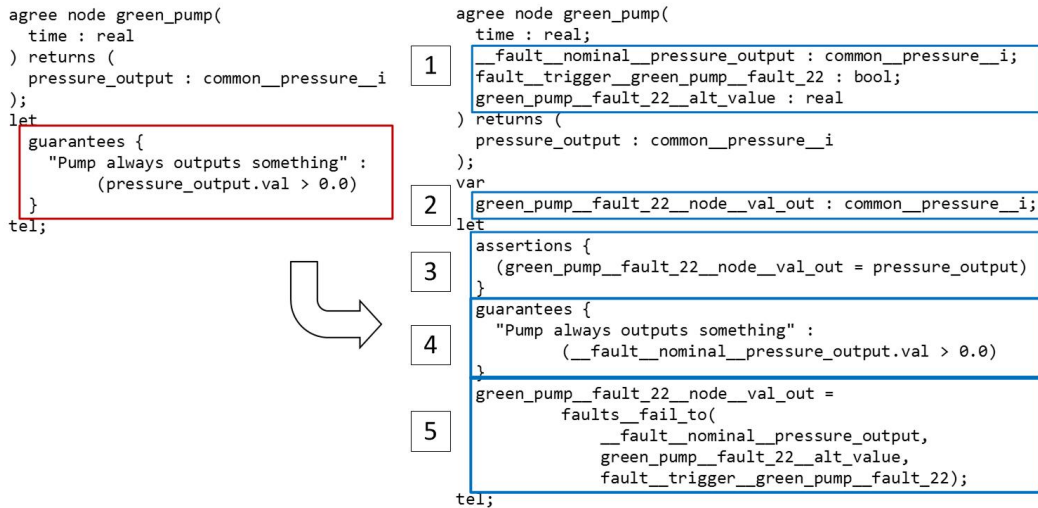 agree node green_pump(
  time : real
) returns (
  pressure_output : common__pressure__i
);
let
  guarantees {
    "Pump always outputs something" :
        (pressure_output.val > 0.0)
  }
tel;
agree node green_pump(
  time : real;
1
  __fault__nominal__pressure_output : common__pressure__i;
  fault__trigger__green_pump__fault_22 : bool;
  green_pump__fault_22__alt_value : real
) returns (
  pressure_output : common__pressure__i
);
var
2
  green_pump__fault_22__node__val_out : common__pressure__i;
let
3
  assertions {
    (green_pump__fault_22__node__val_out = pressure_output)
  }
4
  guarantees {
    "Pump always outputs something" :
          (__fault__nominal__pressure_output.val > 0.0)
  }
5
  green_pump__fault_22__node__val_out =
          faults__fail_to(
              __fault__nominal__pressure_output,
              green_pump__fault_22__alt_value,
              fault__trigger__green_pump__fault_22);
tel;